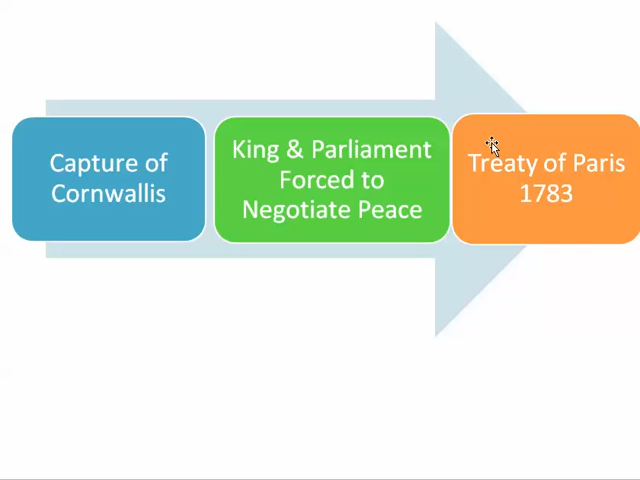 Capture of
Cornwallis
King & Parliament
Forced to
Negotiate Peace
Treaty of Paris
1783